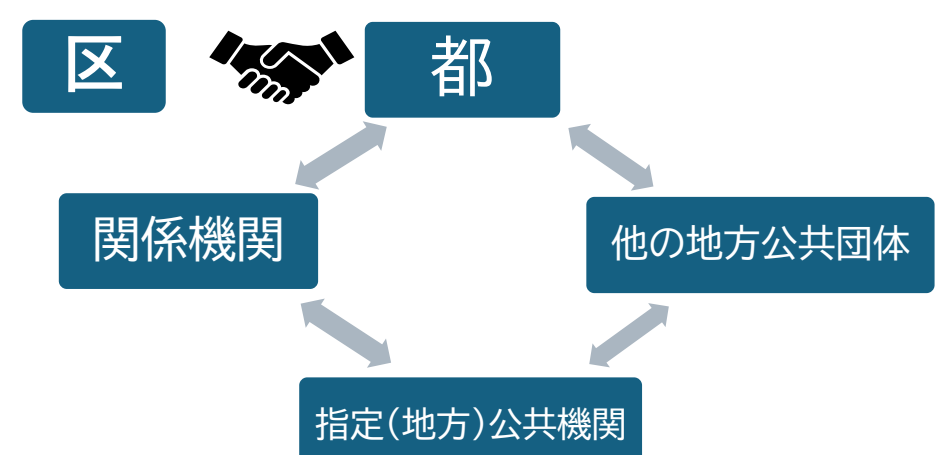 区
都
関係機関
他の地方公共団体
指定(地方)公共機関